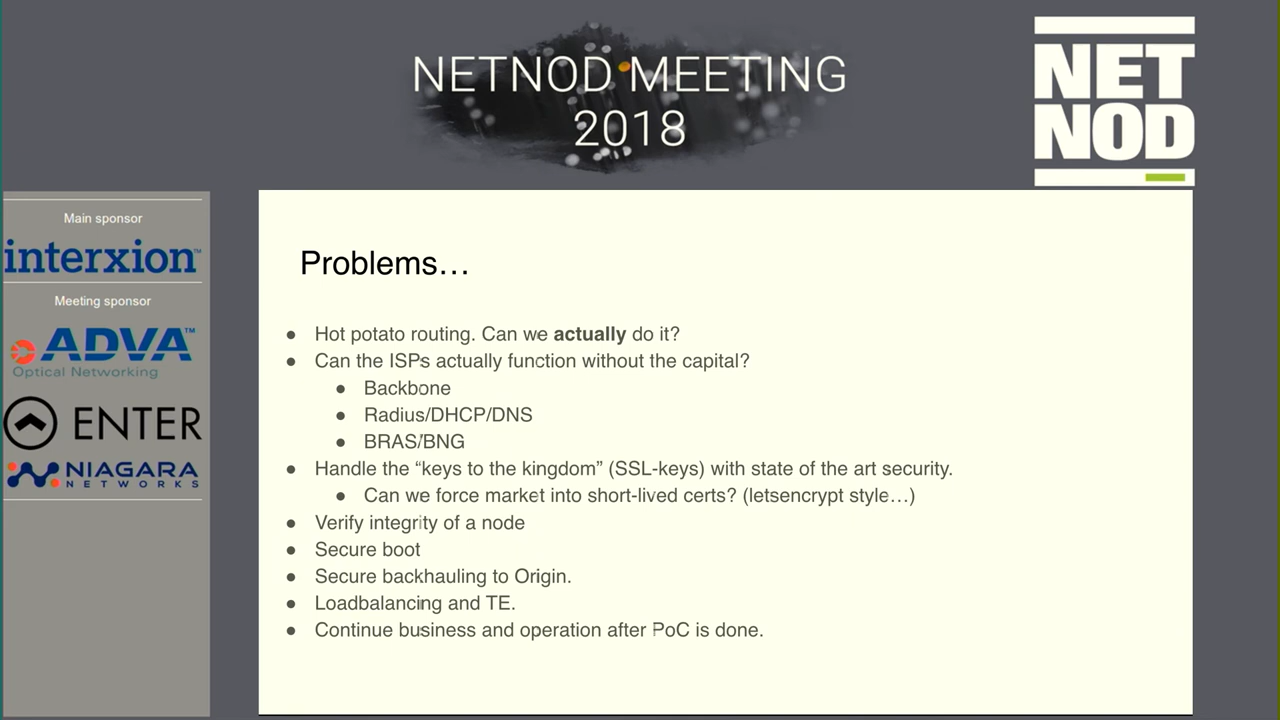 NETNOD MEETING
2018
NET
NOD
Main sponsor
interxion™
Meeting sponsor
ADVA™
Optical Networking
ENTER
NIAGARA
NETWORKS
Problems…
● Hot potato routing. Can we actually do it?
● Can the ISPs actually function without the capital?
● Backbone
● Radius/DHCP/DNS
● BRAS/BNG
● Handle the “keys to the kingdom” (SSL-keys) with state of the art security.
● Can we force market into short-lived certs? (letsencrypt style…)
● Verify integrity of a node
● Secure boot
● Secure backhauling to Origin.
● Loadbalancing and TE.
● Continue business and operation after PoC is done.